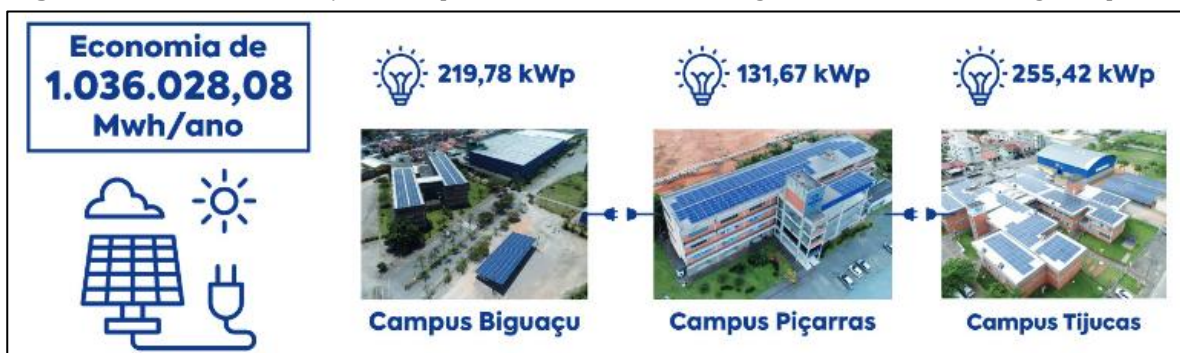 Economia de
1.036.028,08
Mwh/ano
219,78 kWp
131,67 kWp
255,42 kWp
Campus Biguaçu
Campus Piçarras
Campus Tijucas